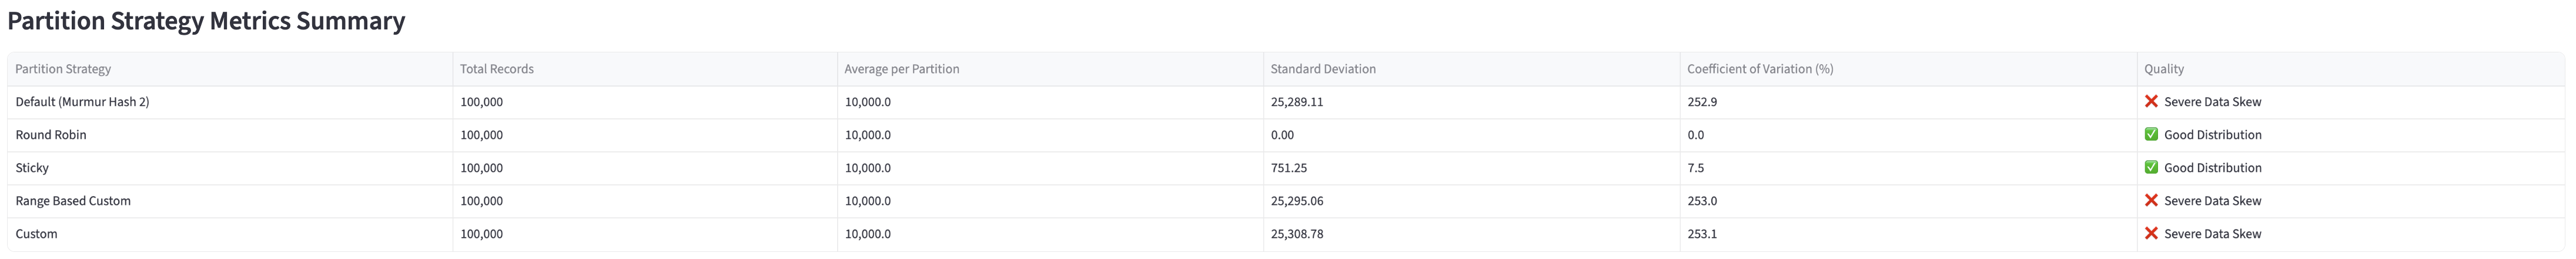 Partition Strategy Metrics Summary
Partition Strategy Total Records Average per Partition Standard Deviation Coefficient of Variation (%) Quality
Default (Murmur Hash 2) 100,000 10,000.0 25,289.11 252.9 ❌ Severe Data Skew
Round Robin 100,000 10,000.0 0.00 0.0 ✅ Good Distribution
Sticky 100,000 10,000.0 751.25 7.5 ✅ Good Distribution
Range Based Custom 100,000 10,000.0 25,295.06 253.0 ❌ Severe Data Skew
Custom 100,000 10,000.0 25,308.78 253.1 ❌ Severe Data Skew